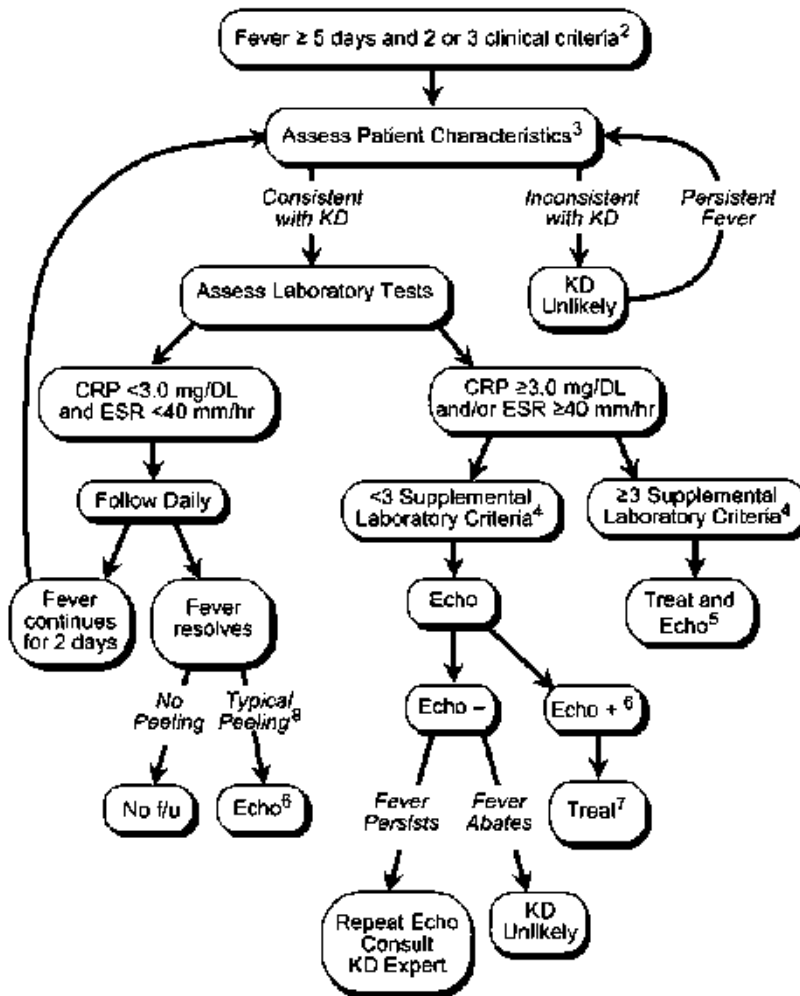 Fever ≥ 5 days and 2 or 3 clinical criteria²
Assess Patient Characteristics³
Consistent
with KD
Inconsistent
with KD
Persistent
Fever
Assess Laboratory Tests
KD
Unlikely
CRP <3.0 mg/DL
and ESR <40 mm/hr
CRP ≥3.0 mg/DL
and/or ESR ≥40 mm/hr
Follow Daily
<3 Supplemental
Laboratory Criteria⁴
≥3 Supplemental
Laboratory Criteria⁴
Fever
continues
for 2 days
Fever
resolves
Echo
Treat and
Echo⁵
No
Peeling
Typical
Peeling⁸
Echo –
Echo + ⁶
No f/u
Echo⁶
Fever
Persists
Fever
Abates
Treat⁷
Repeat Echo
Consult
KD Expert
KD
Unlikely